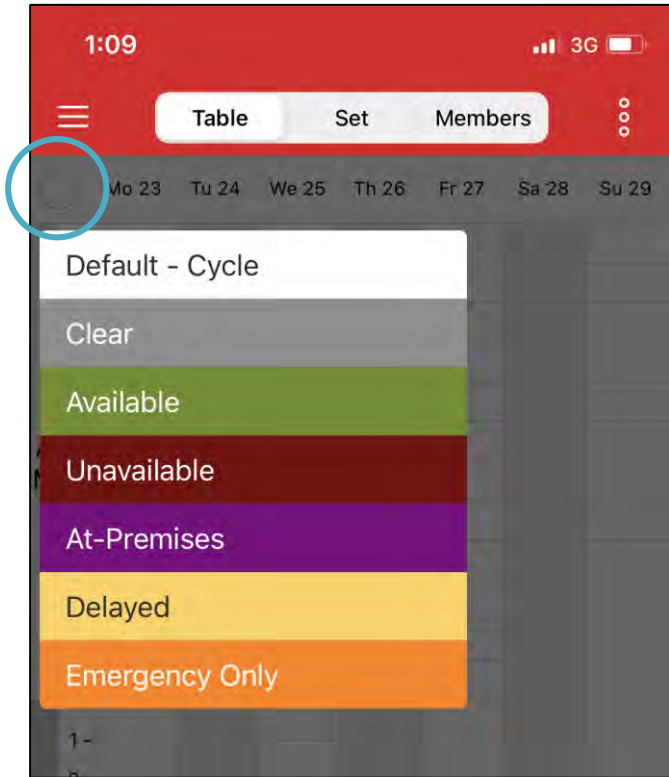 1:09 3G
Table Set Members
Mo 23 Tu 24 We 25 Th 26 Fr 27 Sa 28 Su 29
Default - Cycle
Clear
Available
Unavailable
At-Premises
Delayed
Emergency Only
1-